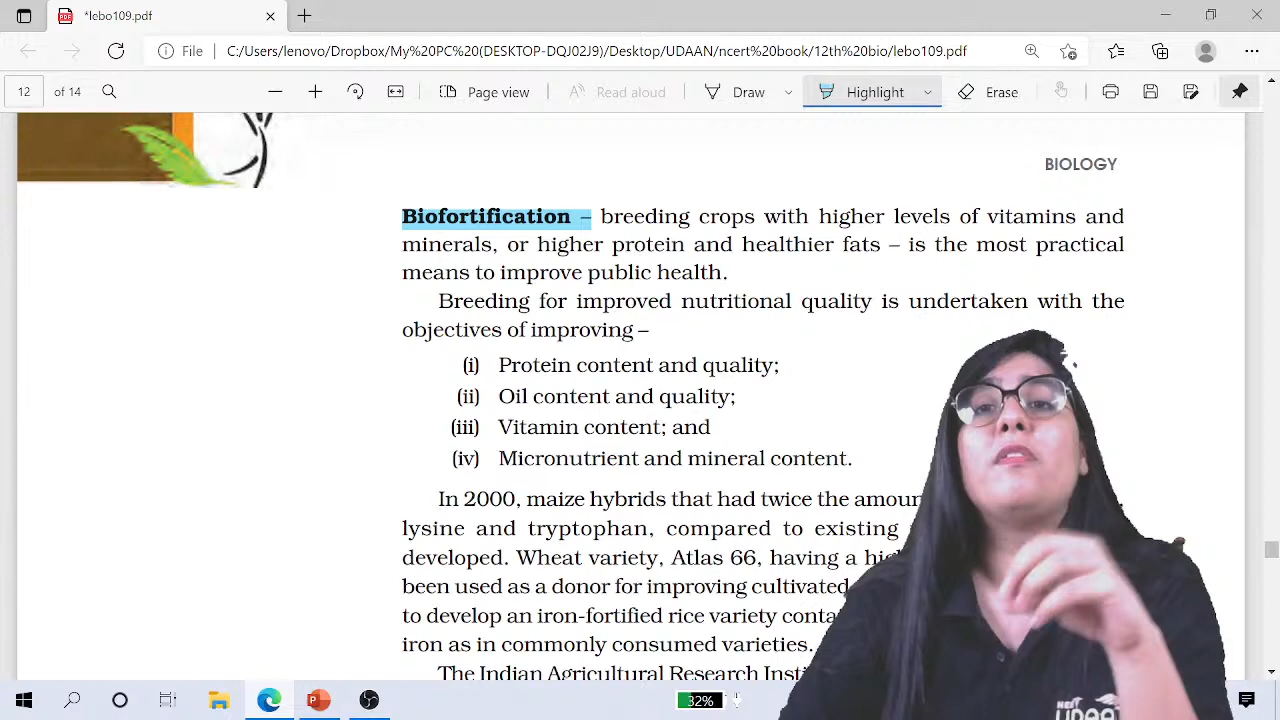 *lebo109.pdf
File
C:/Users/lenovo/Dropbox/My%20PC%20(DESKTOP-DQJ02J9)/Desktop/UDAAN/ncert%20book/12th%20bio/lebo109.pdf
12 of 14
Page view
Read aloud
Draw
Highlight
Erase
BIOLOGY
Biofortification – breeding crops with higher levels of vitamins and
minerals, or higher protein and healthier fats – is the most practical
means to improve public health.
Breeding for improved nutritional quality is undertaken with the
objectives of improving –
(i) Protein content and quality;
(ii) Oil content and quality;
(iii) Vitamin content; and
(iv) Micronutrient and mineral content.
In 2000, maize hybrids that had twice the amoun
lysine and tryptophan, compared to existing
developed. Wheat variety, Atlas 66, having a hig
been used as a donor for improving cultivated
to develop an iron-fortified rice variety conta
iron as in commonly consumed varieties.
The Indian Agricultural Research Insti
32%
NEET
UDAAN